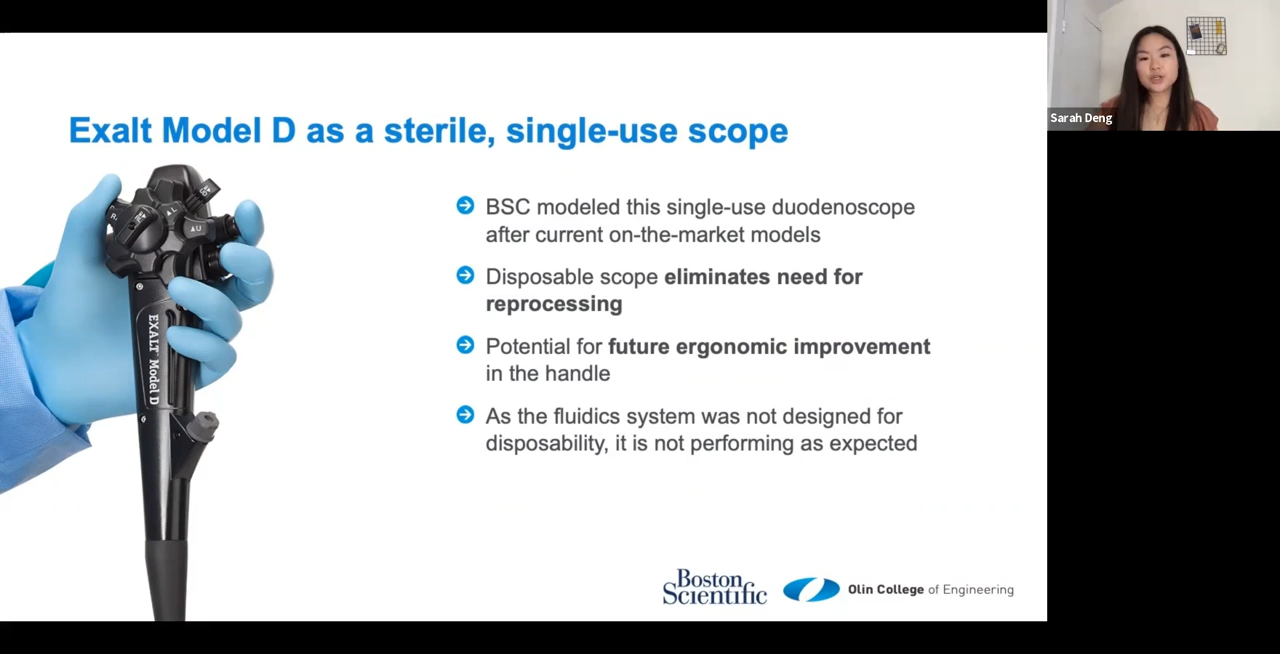 Exalt Model D as a sterile, single-use scope
BSC modeled this single-use duodenoscope
after current on-the-market models
Disposable scope eliminates need for
reprocessing
Potential for future ergonomic improvement
in the handle
As the fluidics system was not designed for
disposability, it is not performing as expected
EXALT Model D
▲L
▲U
Boston
Scientific
Olin College of Engineering
Sarah Deng